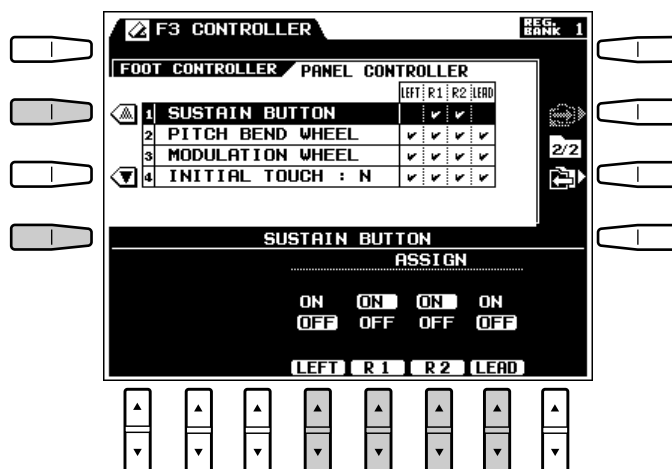 F3 CONTROLLER REG. BANK 1
FOOT CONTROLLER PANEL CONTROLLER
LEFT R1 R2 LEAD
1 SUSTAIN BUTTON
2 PITCH BEND WHEEL
3 MODULATION WHEEL
4 INITIAL TOUCH : N
2/2
SUSTAIN BUTTON
ASSIGN
ON ON ON ON
OFF OFF OFF OFF
LEFT R 1 R 2 LEAD